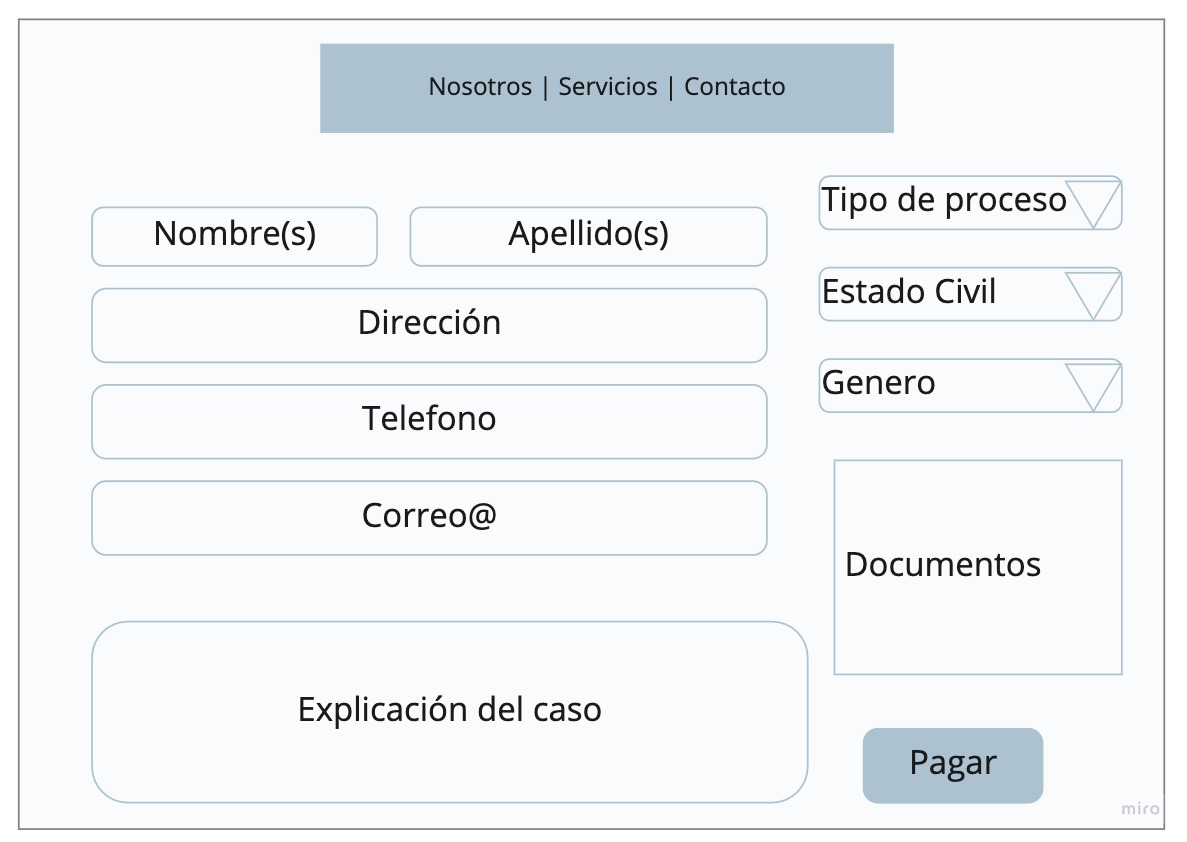 Nosotros | Servicios | Contacto
Nombre(s)
Apellido(s)
Dirección
Telefono
Correo@
Explicación del caso
Tipo de proceso
Estado Civil
Genero
Documentos
Pagar
miro